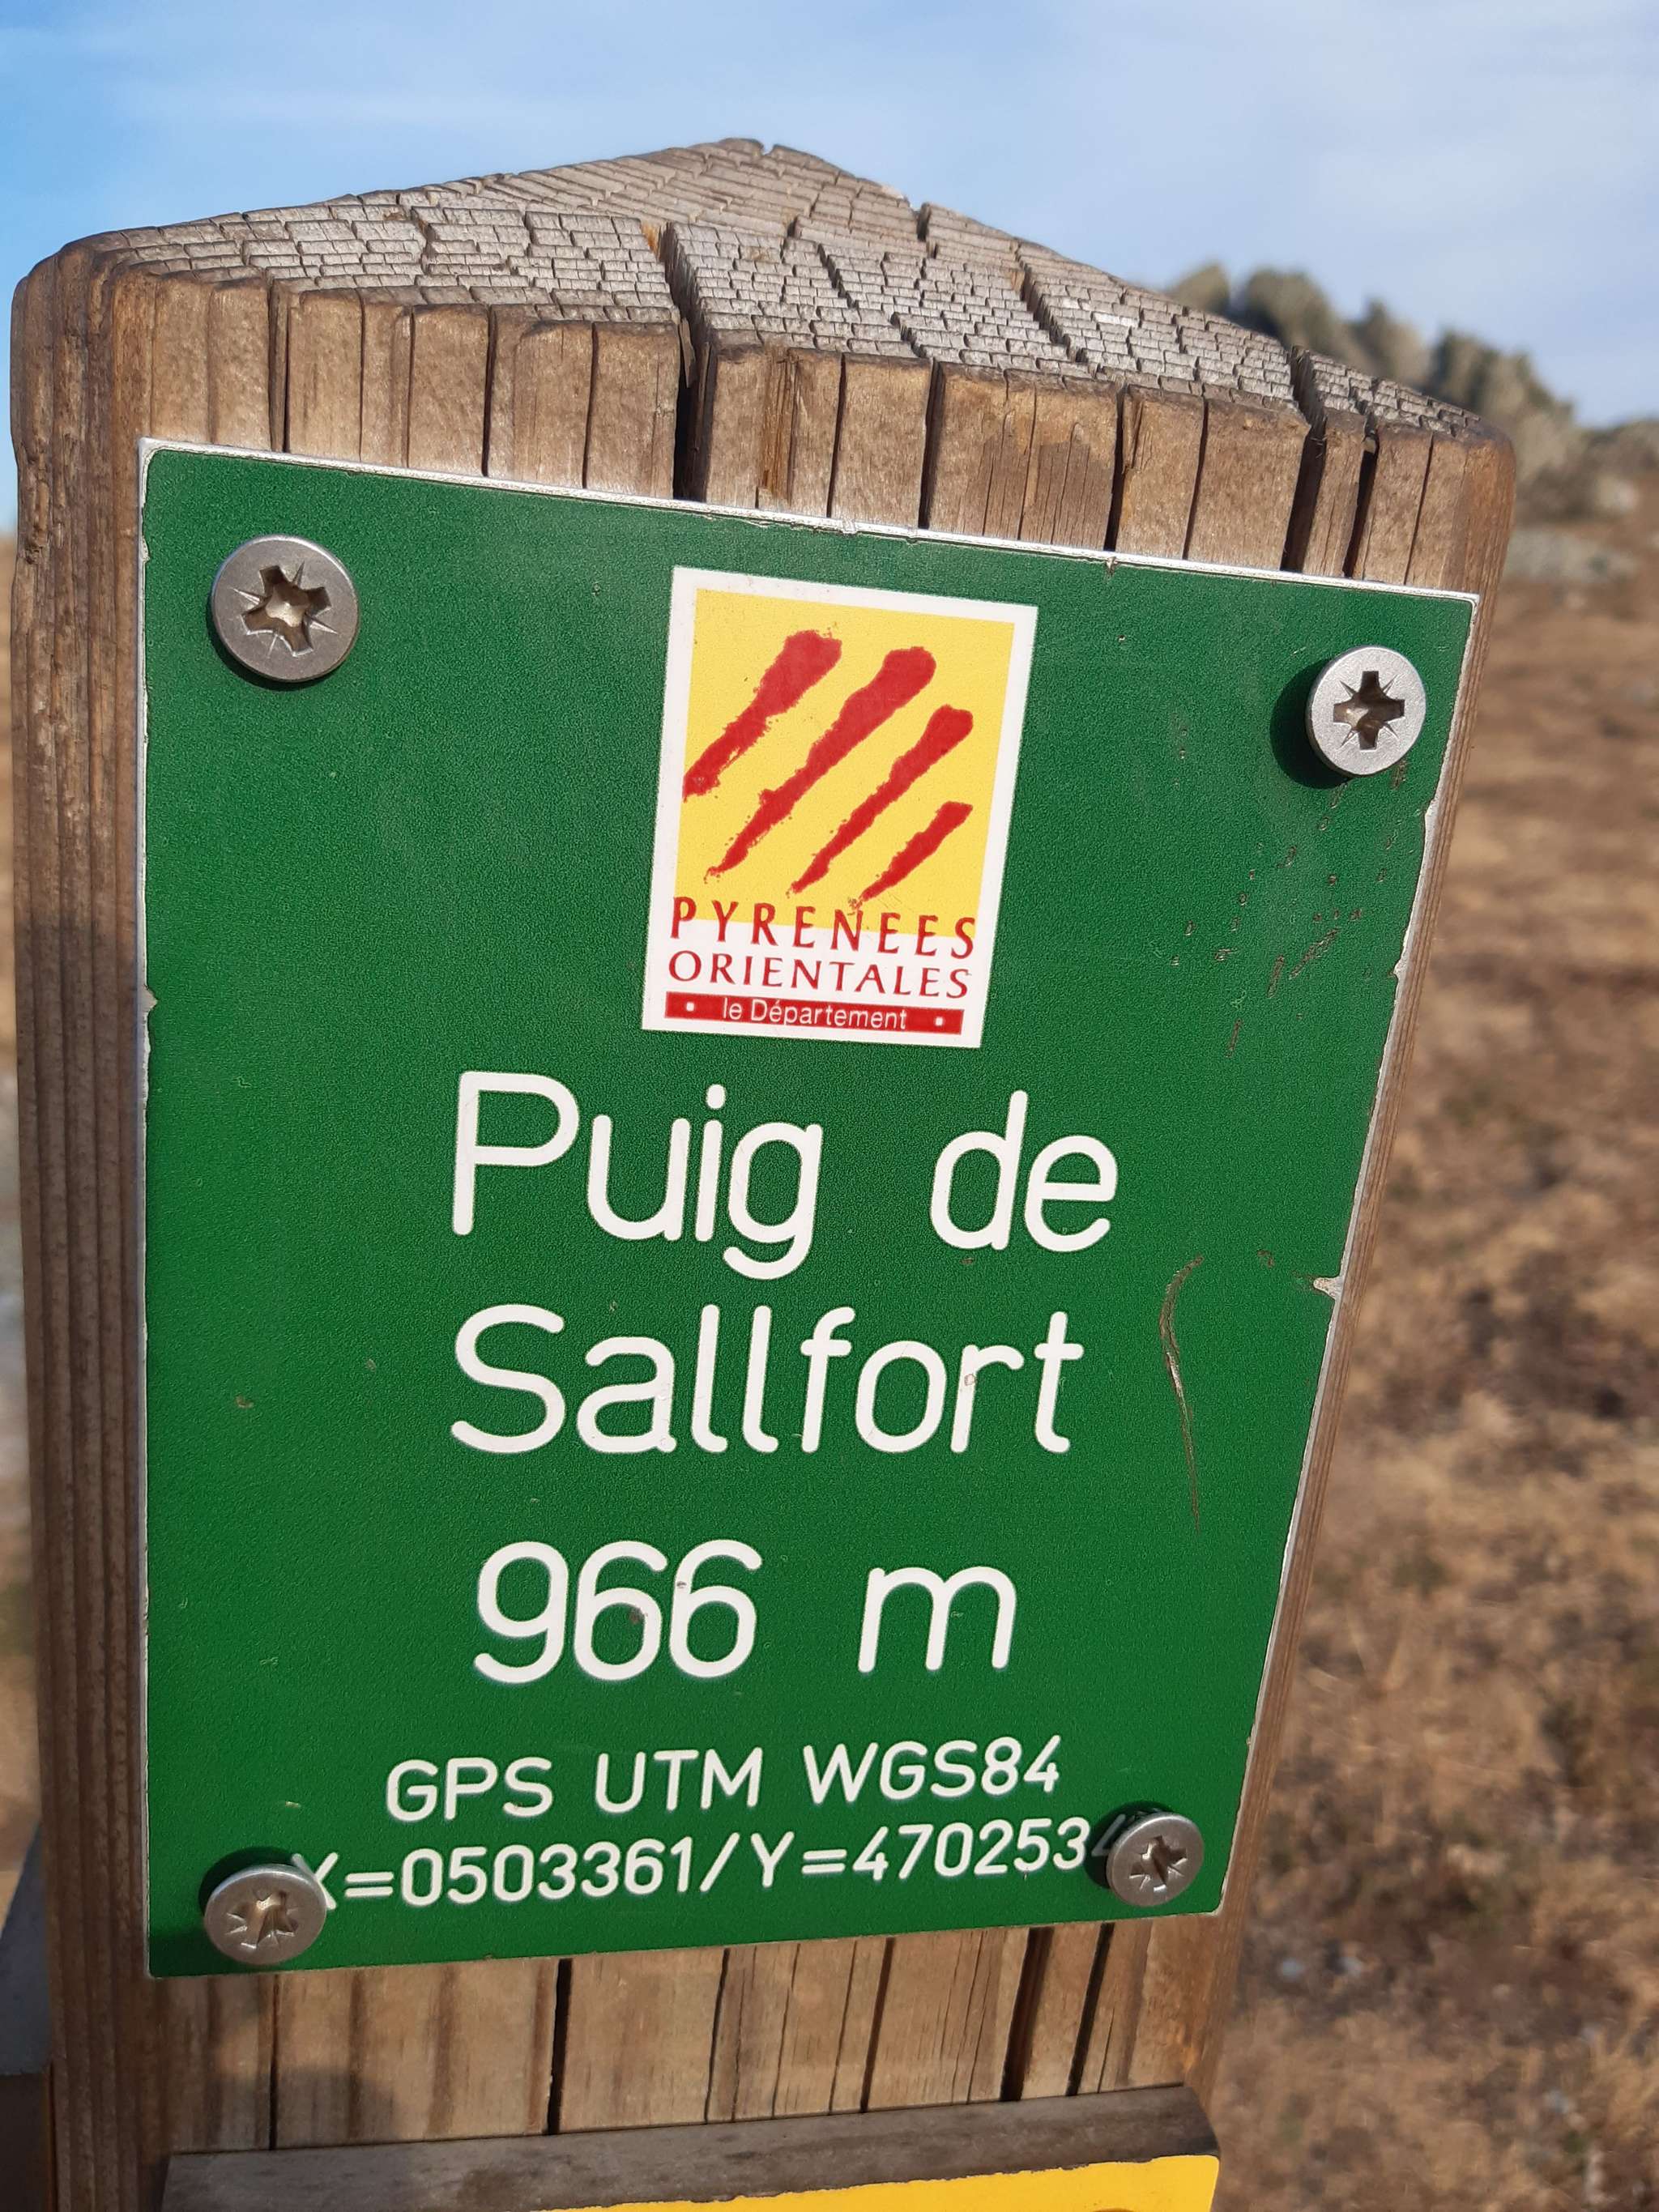 PYRENEES
ORIENTALES
le Département
Puig de
Sallfort
966 m
GPS UTM WGS84
X=0503361/Y=470253